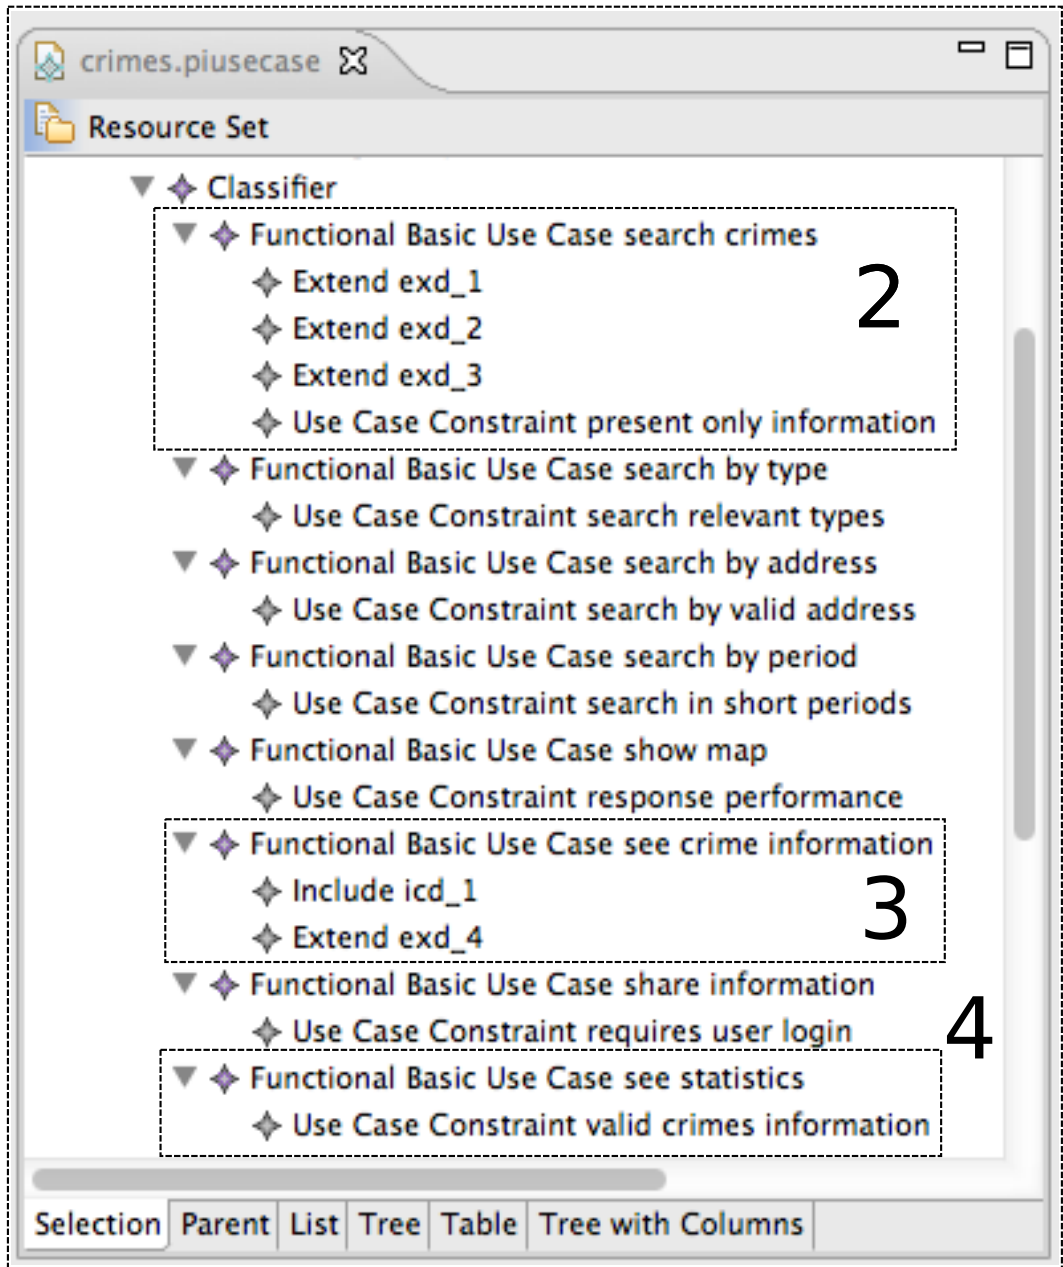 crimes.piusecase
Resource Set
Classifier
Functional Basic Use Case search crimes
Extend exd_1
2
Extend exd_2
Extend exd_3
Use Case Constraint present only information
Functional Basic Use Case search by type
Use Case Constraint search relevant types
Functional Basic Use Case search by address
Use Case Constraint search by valid address
Functional Basic Use Case search by period
Use Case Constraint search in short periods
Functional Basic Use Case show map
Use Case Constraint response performance
Functional Basic Use Case see crime information
Include icd_1
3
Extend exd_4
Functional Basic Use Case share information
Use Case Constraint requires user login
4
Functional Basic Use Case see statistics
Use Case Constraint valid crimes information
Selection Parent List Tree Table Tree with Columns